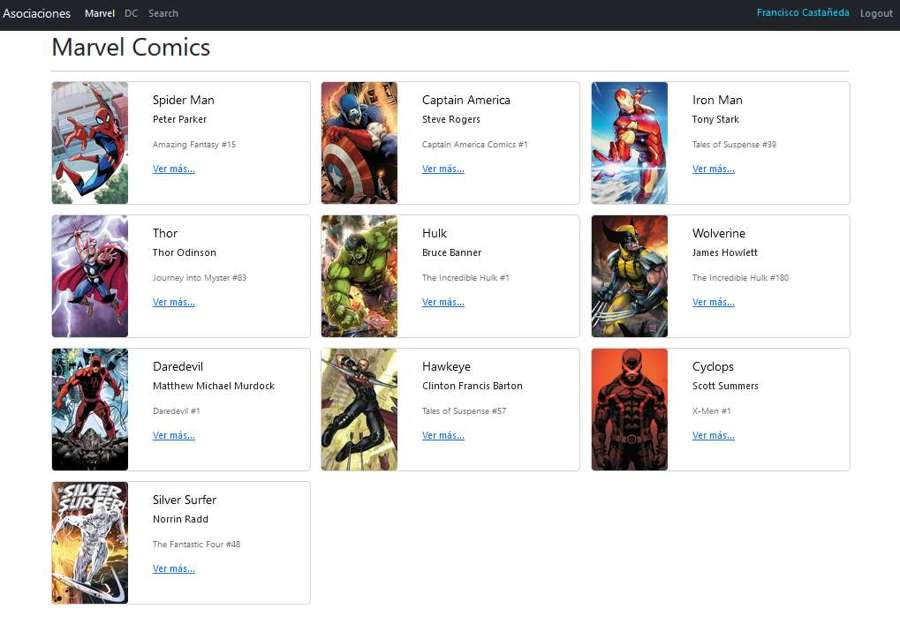 Asociaciones Marvel DC Search Francisco Castañeda Logout
Marvel Comics
Spider Man
Peter Parker
Amazing Fantasy #15
Ver más...
Captain America
Steve Rogers
Captain America Comics #1
Ver más...
Iron Man
Tony Stark
Tales of Suspense #39
Ver más...
Thor
Thor Odinson
Journey into Myster #83
Ver más...
Hulk
Bruce Banner
The Incredible Hulk #1
Ver más...
Wolverine
James Howlett
The Incredible Hulk #180
Ver más...
Daredevil
Matthew Michael Murdock
Daredevil #1
Ver más...
Hawkeye
Clinton Francis Barton
Tales of Suspense #57
Ver más...
Cyclops
Scott Summers
X-Men #1
Ver más...
SILVER
SURFER
Silver Surfer
Norrin Radd
The Fantastic Four #48
Ver más...